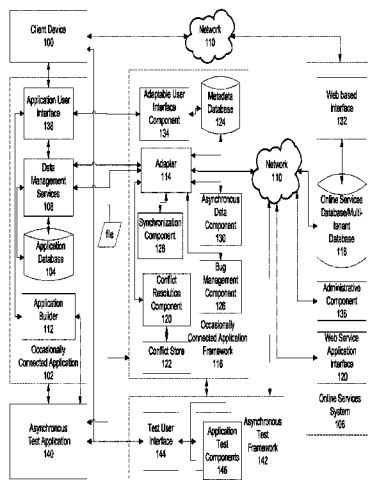 Client Device
100
Network
110
Application User
Interface
138
Adaptable User
Interface
Component
134
Metadata
Database
124
Web based
Interface
132
Data
Management
Services
108
Adapter
114
Network
110
file
Synchronization
Component
128
Asynchronous
Data
Component
130
Online Services
Database/Multi-
tenant
Database
118
Application
Database
104
Conflict
Resolution
Component
120
Bug
Management
Component
126
Administrative
Component
136
Application
Builder
112
Occasionally
Connected Application
102
Conflict Store
122
Occasionally
Connected Application
Framework
116
Web Service
Application
Interface
120
Online Services
System
106
Asynchronous
Test Application
140
Test User
Interface
144
Application
Test
Components
146
Asynchronous
Test Framework
142